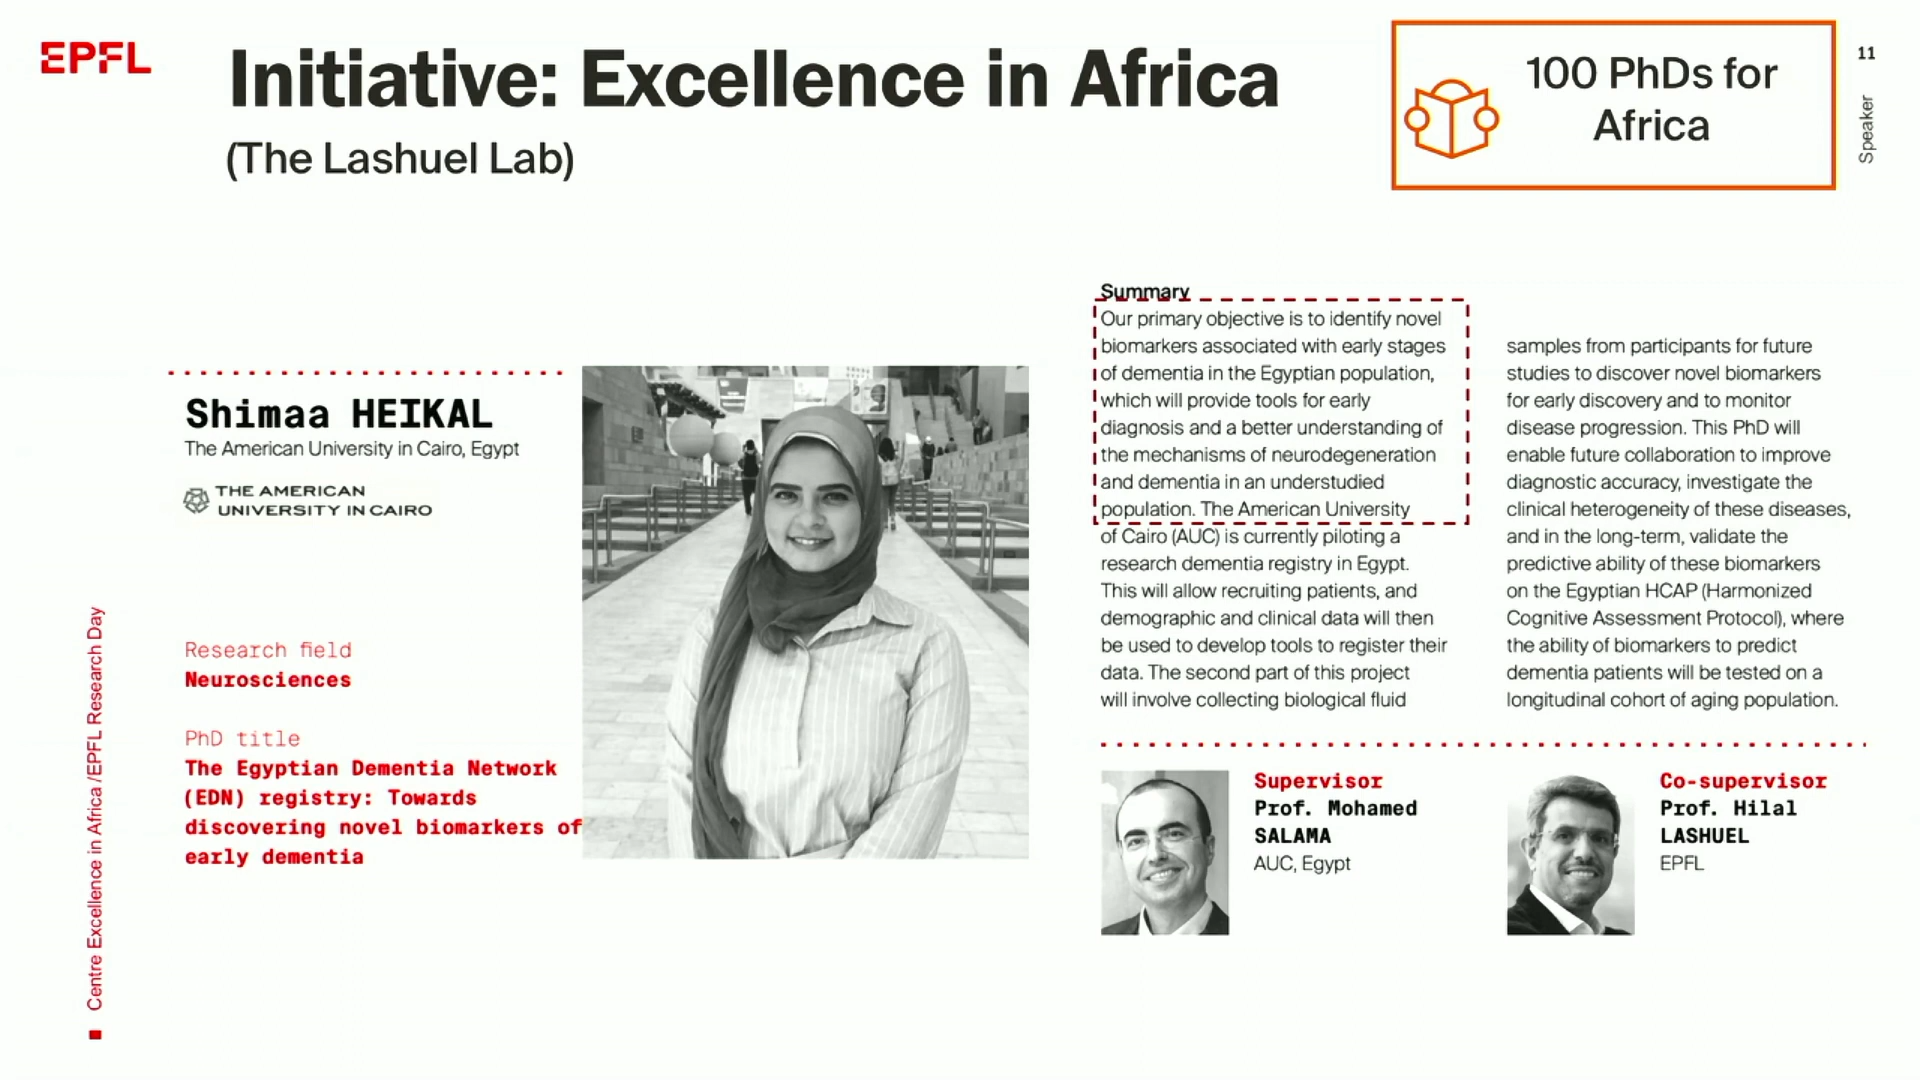 EPFL
Initiative: Excellence in Africa
(The Lashuel Lab)
100 PhDs for
Africa
11
Speaker
Shimaa HEIKAL
The American University in Cairo, Egypt
THE AMERICAN
UNIVERSITY IN CAIRO
Research field
Neurosciences
PhD title
The Egyptian Dementia Network
(EDN) registry: Towards
discovering novel biomarkers of
early dementia
Centre Excellence in Africa / EPFL Research Day
Summary
Our primary objective is to identify novel
biomarkers associated with early stages
of dementia in the Egyptian population,
which will provide tools for early
diagnosis and a better understanding of
the mechanisms of neurodegeneration
and dementia in an understudied
population. The American University
of Cairo (AUC) is currently piloting a
research dementia registry in Egypt.
This will allow recruiting patients, and
demographic and clinical data will then
be used to develop tools to register their
data. The second part of this project
will involve collecting biological fluid
samples from participants for future
studies to discover novel biomarkers
for early discovery and to monitor
disease progression. This PhD will
enable future collaboration to improve
diagnostic accuracy, investigate the
clinical heterogeneity of these diseases,
and in the long-term, validate the
predictive ability of these biomarkers
on the Egyptian HCAP (Harmonized
Cognitive Assessment Protocol), where
the ability of biomarkers to predict
dementia patients will be tested on a
longitudinal cohort of aging population.
Supervisor
Prof. Mohamed
SALAMA
AUC, Egypt
Co-supervisor
Prof. Hilal
LASHUEL
EPFL